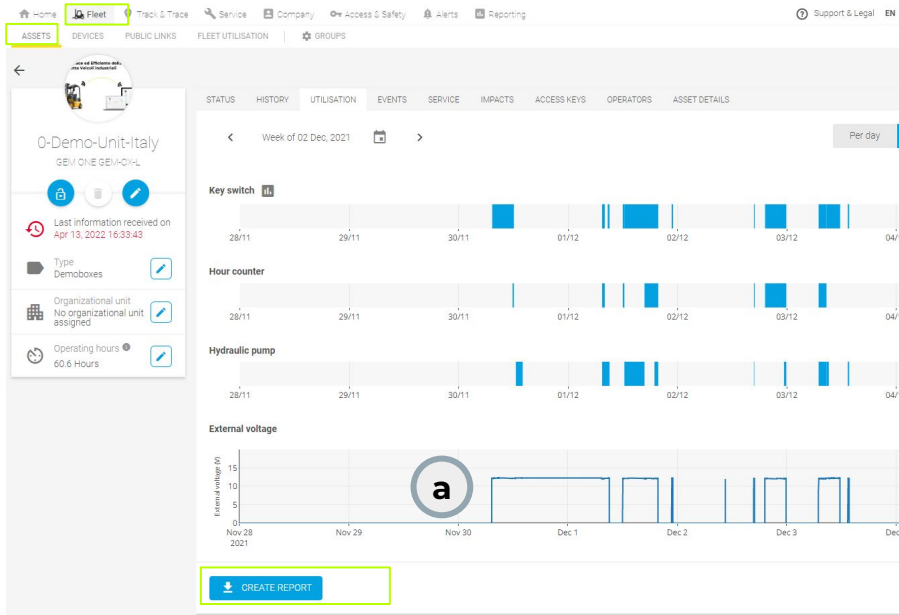 Home Fleet Track & Trace Service Company Access & Safety Alerts Reporting Support & Legal EN
ASSETS DEVICES PUBLIC LINKS FLEET UTILISATION GROUPS
STATUS HISTORY UTILISATION EVENTS SERVICE IMPACTS ACCESS KEYS OPERATORS ASSET DETAILS
Week of 02 Dec, 2021 Per day
0-Demo-Unit-Italy
GEM ONE GEM-CX-L
Last information received on
Apr 13, 2022 16:33:43
Type
Demoboxes
Organizational unit
No organizational unit
assigned
Operating hours
60.6 Hours
Key switch
28/11 29/11 30/11 01/12 02/12 03/12 04/
Hour counter
28/11 29/11 30/11 01/12 02/12 03/12 04/
Hydraulic pump
28/11 29/11 30/11 01/12 02/12 03/12 04/
External voltage
External voltage (V)
15
10
5
0
a
Nov 28 Nov 29 Nov 30 Dec 1 Dec 2 Dec 3 Dec
2021
CREATE REPORT